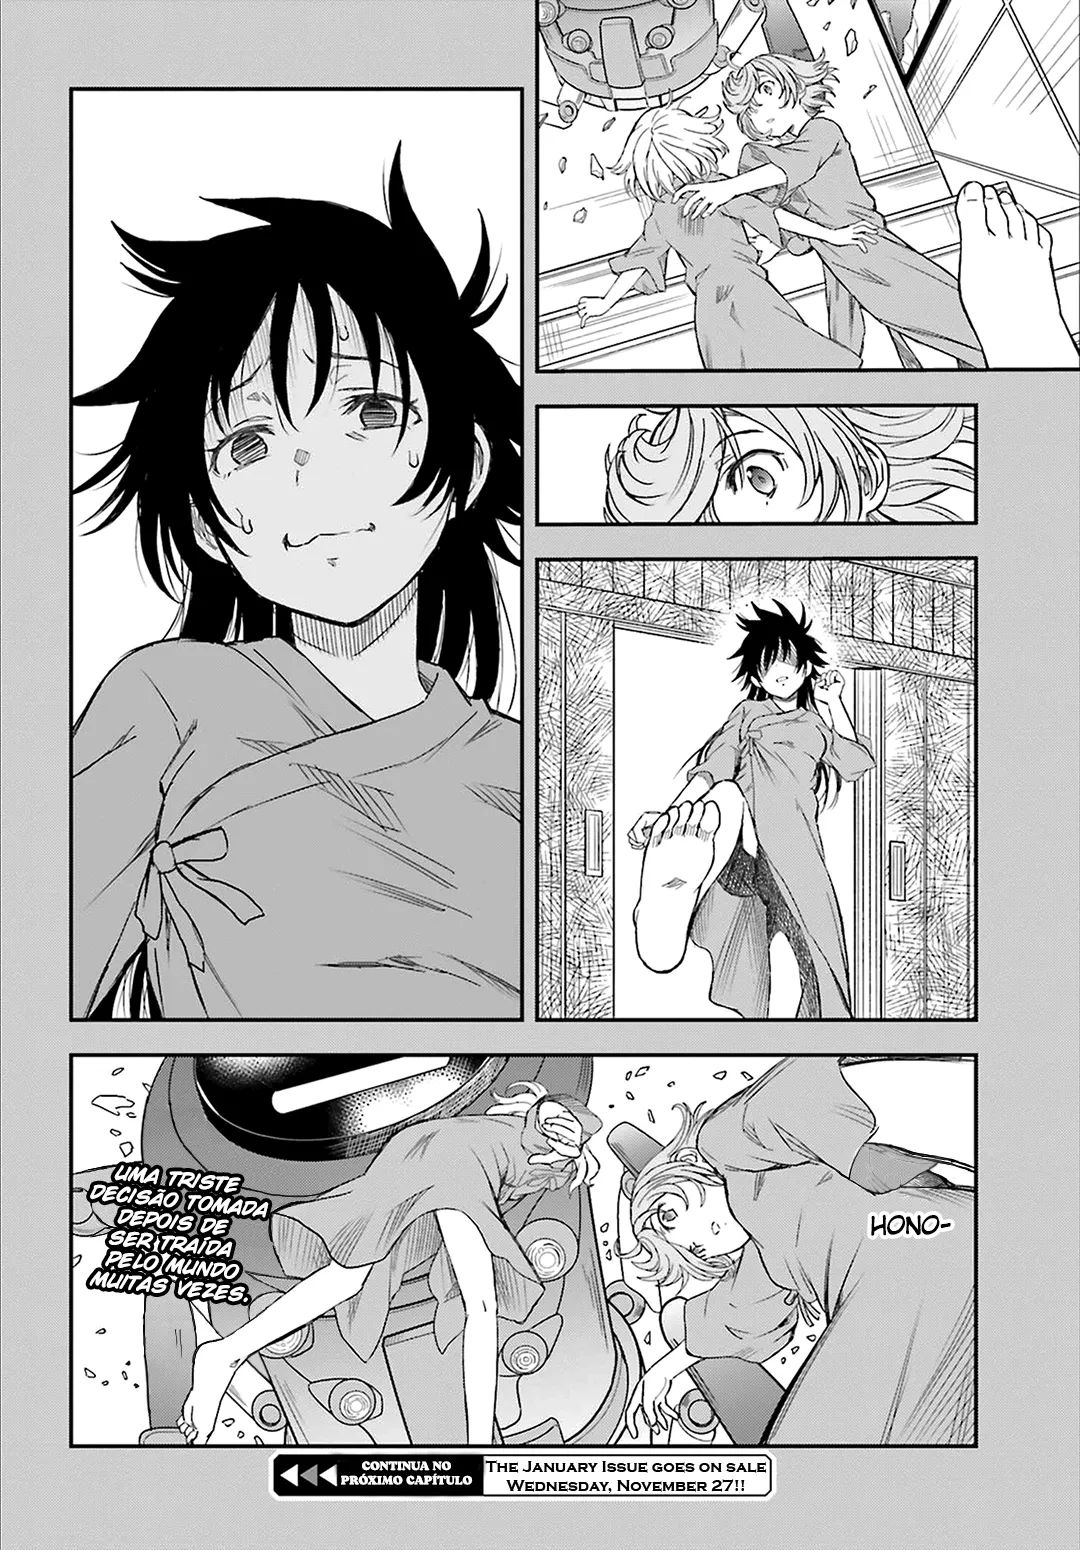 HONO-
UMA TRISTE
DECISÃO TOMADA
DEPOIS DE
SER TRAÍDA
PELO MUNDO
MUITAS VEZES.
CONTINUA NO
PRÓXIMO CAPÍTULO
The January Issue goes on sale
Wednesday, November 27!!